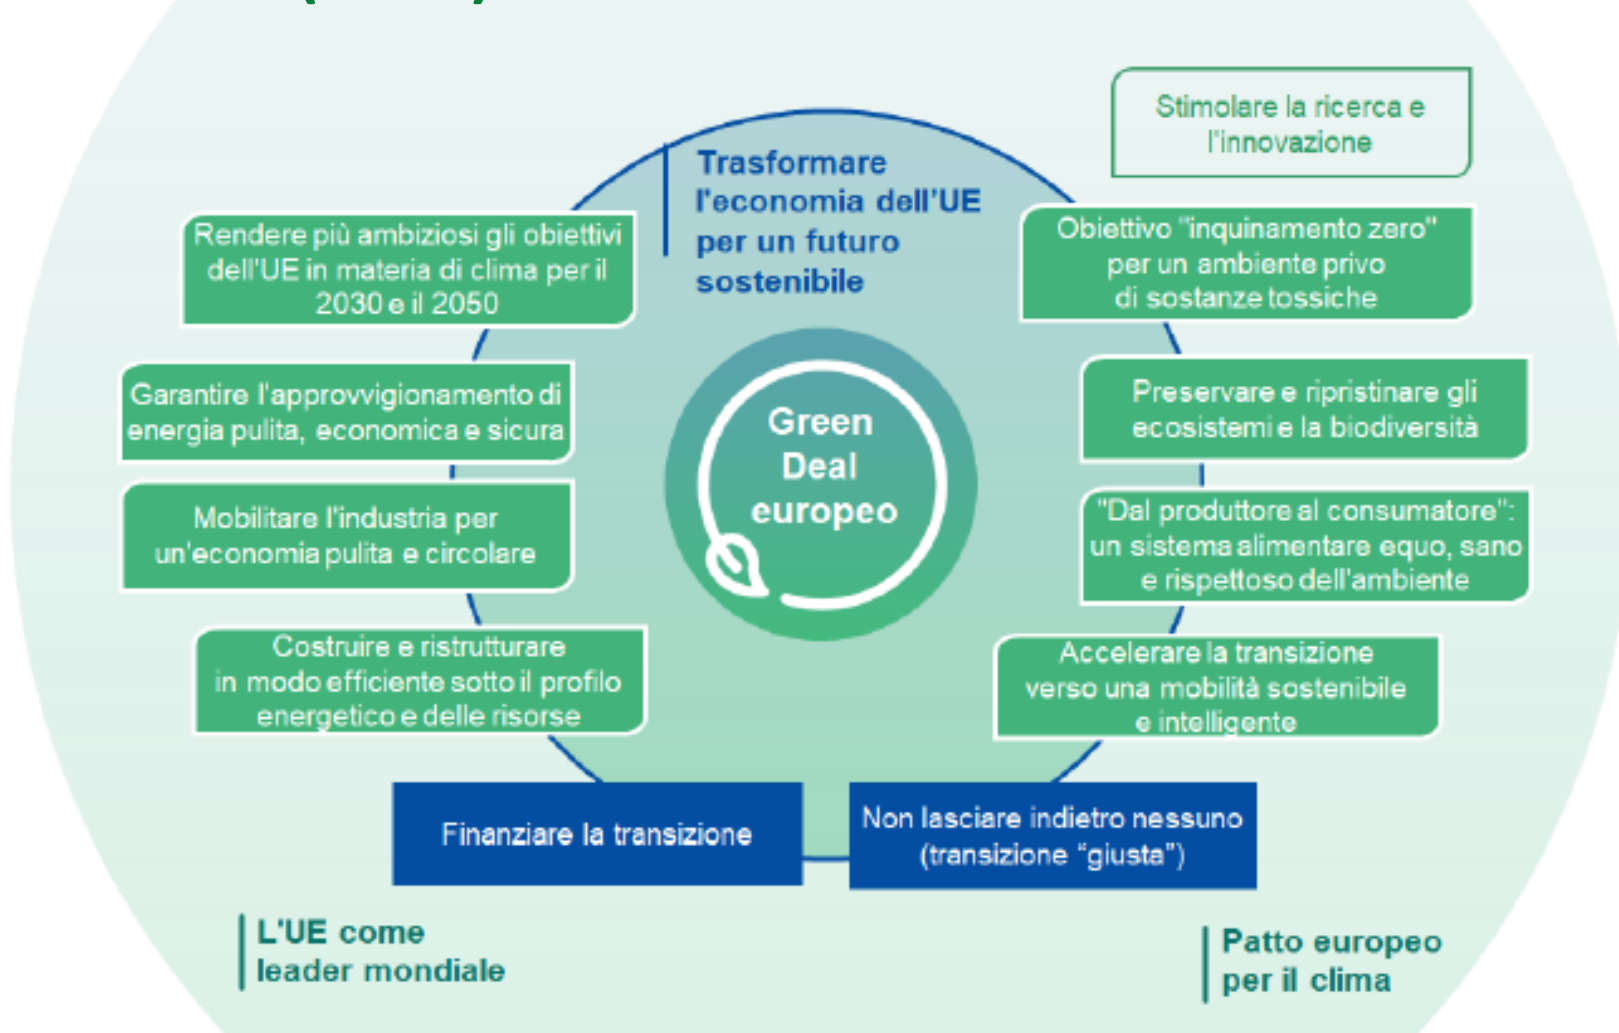 Stimolare la ricerca e
l'innovazione
Trasformare
l'economia dell'UE
per un futuro
sostenibile
Rendere più ambiziosi gli obiettivi
dell'UE in materia di clima per il
2030 e il 2050
Obiettivo "inquinamento zero"
per un ambiente privo
di sostanze tossiche
Garantire l'approvvigionamento di
energia pulita, economica e sicura
Preservare e ripristinare gli
ecosistemi e la biodiversità
Green
Deal
europeo
Mobilitare l'industria per
un'economia pulita e circolare
"Dal produttore al consumatore":
un sistema alimentare equo, sano
e rispettoso dell'ambiente
Costruire e ristrutturare
in modo efficiente sotto il profilo
energetico e delle risorse
Accelerare la transizione
verso una mobilità sostenibile
e intelligente
Finanziare la transizione
Non lasciare indietro nessuno
(transizione “giusta”)
L'UE come
leader mondiale
Patto europeo
per il clima